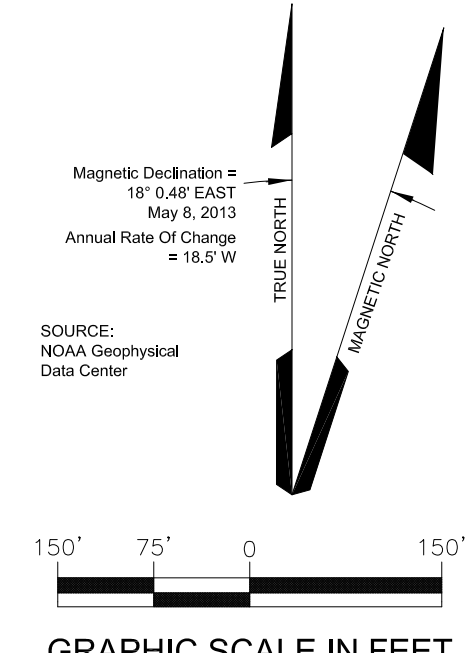 Magnetic Declination =
18° 0.48' EAST
May 8, 2013
Annual Rate Of Change
= 18.5' W
TRUE NORTH
MAGNETIC NORTH
SOURCE:
NOAA Geophysical
Data Center
150' 75' 0 150'
GRAPHIC SCALE IN FEET